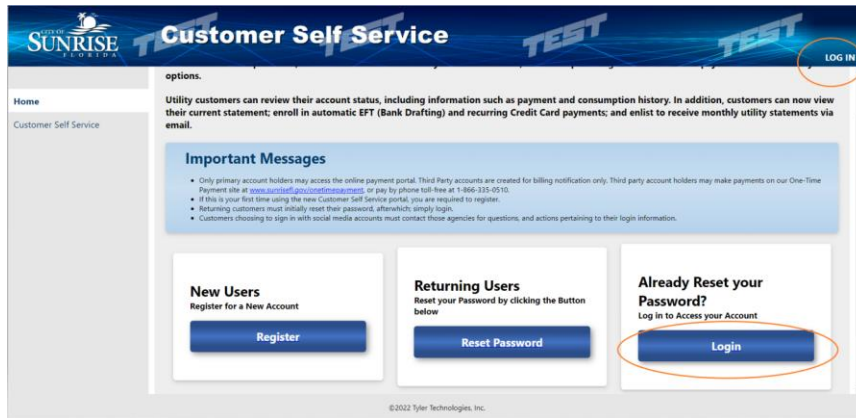 CITY OF
SUNRISE
FLORIDA
TEST
Customer Self Service
TEST
TEST
TEST
LOG IN
options.
Home
Customer Self Service
Utility customers can review their account status, including information such as payment and consumption history. In addition, customers can now view
their current statement; enroll in automatic EFT (Bank Drafting) and recurring Credit Card payments; and enlist to receive monthly utility statements via
email.
Important Messages
• Only primary account holders may access the online payment portal. Third Party accounts are created for billing notification only. Third party account holders may make payments on our One-Time
Payment site at www.sunrisefl.gov/onetimepayment, or pay by phone toll-free at 1-866-335-0510.
• If this is your first time using the new Customer Self Service portal, you are required to register.
• Returning customers must initially reset their password, afterwhich; simply login.
• Customers choosing to sign in with social media accounts must contact those agencies for questions, and actions pertaining to their login information.
New Users
Register for a New Account
Register
Returning Users
Reset your Password by clicking the Button
below
Reset Password
Already Reset your
Password?
Log in to Access your Account
Login
©2022 Tyler Technologies, Inc.